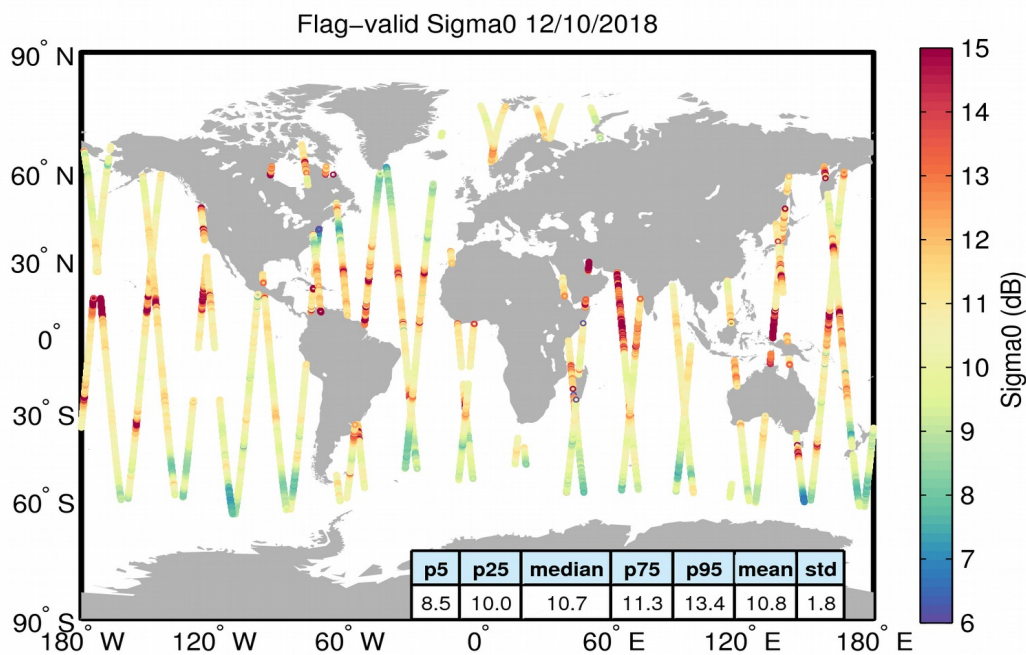 Flag−valid Sigma0 12/10/2018
90° N
60° N
30° N
0°
30° S
60° S
90° S
180° W
120° W
60° W
0°
60° E
120° E
180° E
p5 p25 median p75 p95 mean std
8.5 10.0 10.7 11.3 13.4 10.8 1.8
15
14
13
12
11
10
9
8
7
6
Sigma0 (dB)